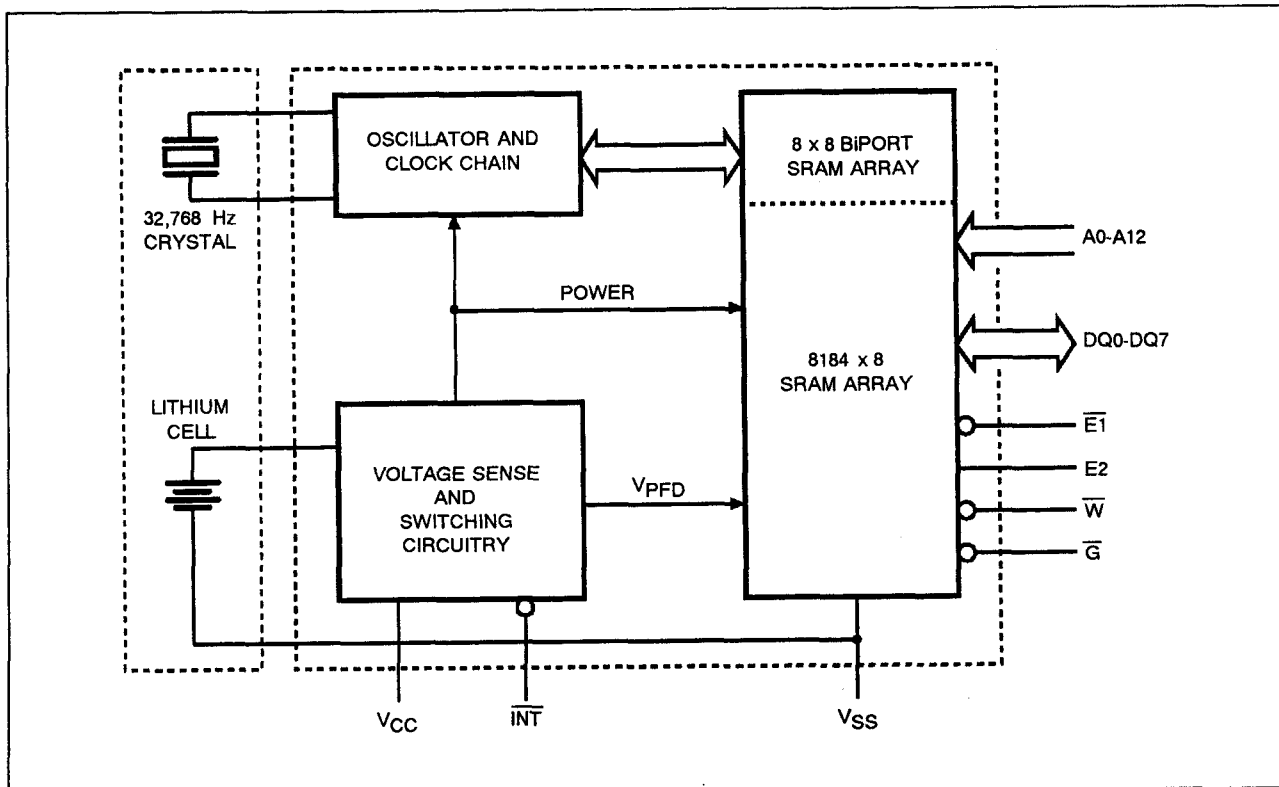 OSCILLATOR AND
CLOCK CHAIN
8 x 8 BiPORT
SRAM ARRAY
32,768 Hz
CRYSTAL
A0-A12
POWER
DQ0-DQ7
8184 x 8
SRAM ARRAY
LITHIUM
CELL
E1
VOLTAGE SENSE
AND
SWITCHING
CIRCUITRY
VPFD
E2
W
G
VCC
INT
VSS